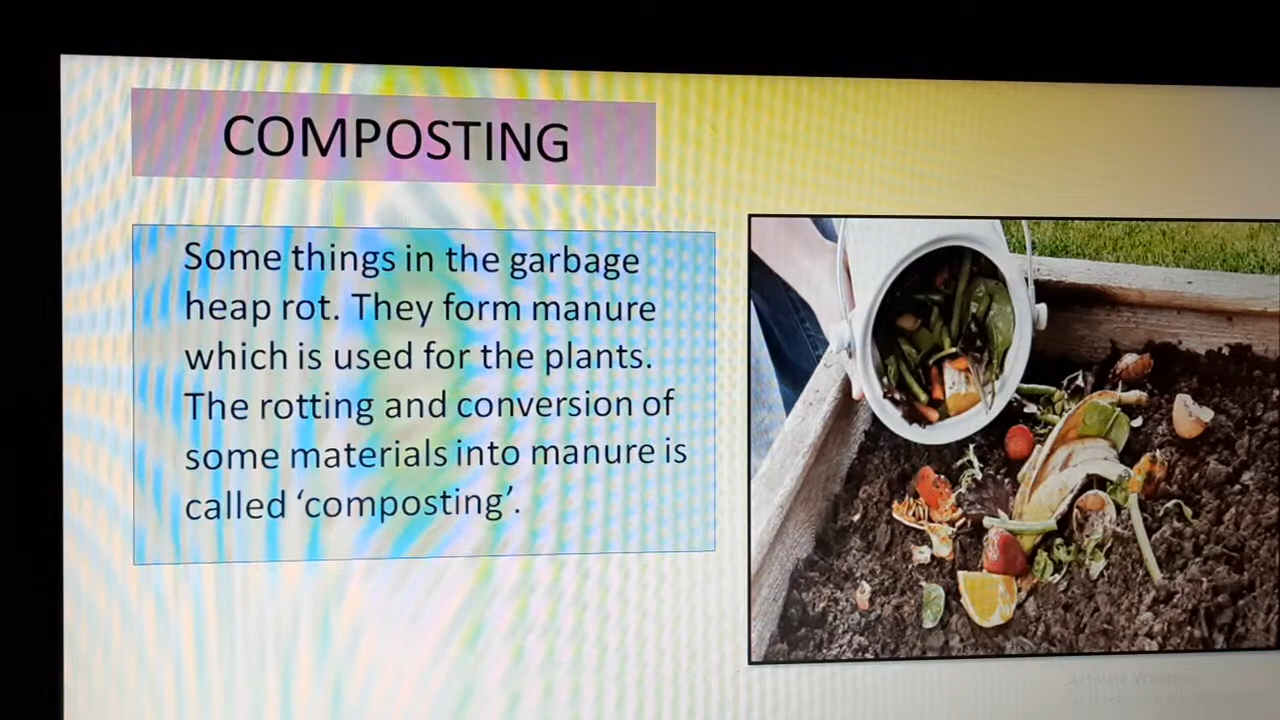 COMPOSTING
Some things in the garbage
heap rot. They form manure
which is used for the plants.
The rotting and conversion of
some materials into manure is
called ‘composting’.